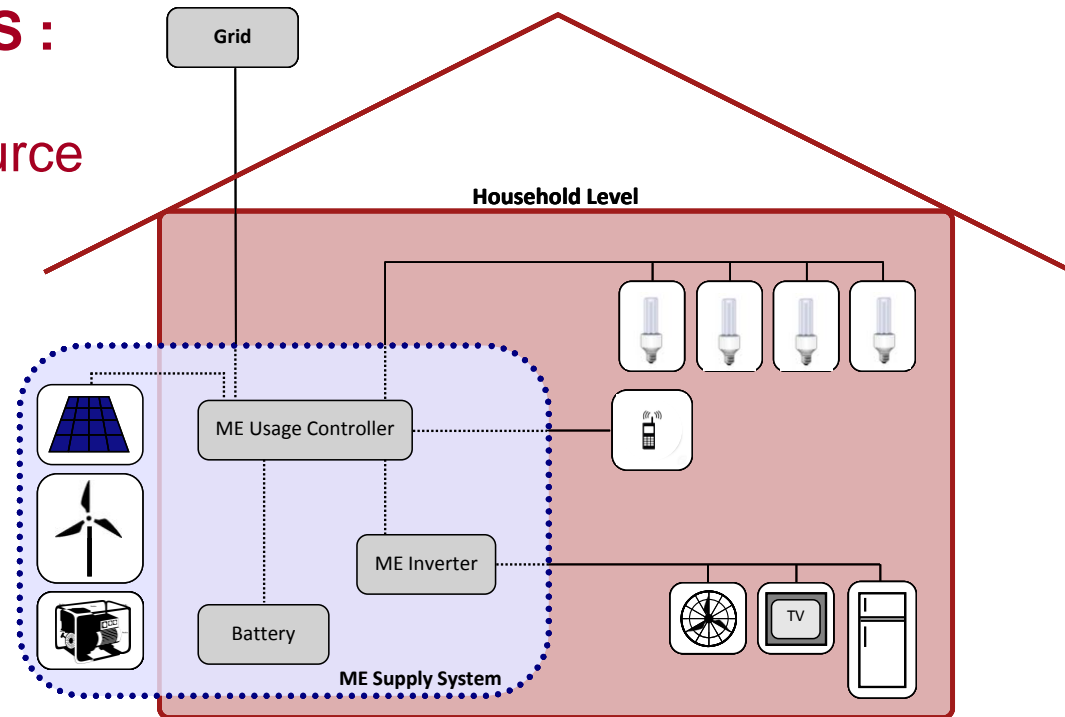 S :
Grid
urce
Household Level
ME Usage Controller
ME Inverter
TV
Battery
ME Supply System